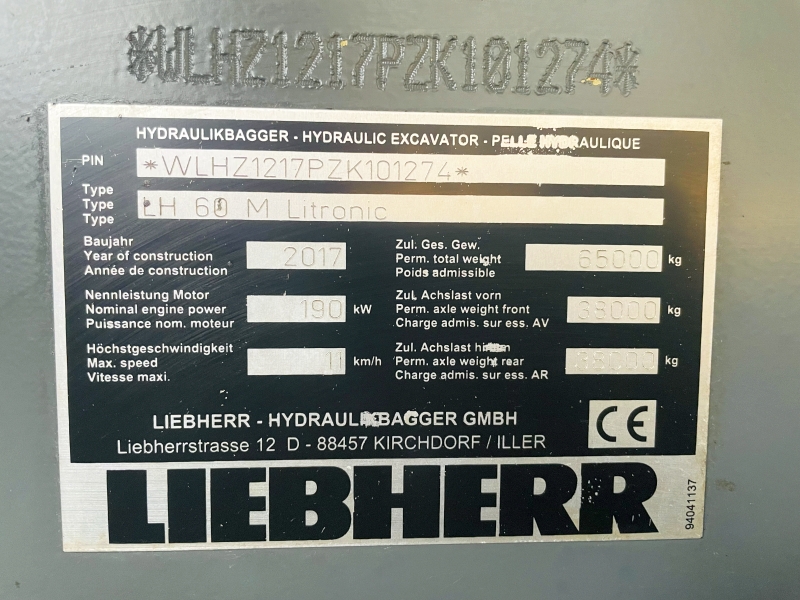 *WLHZ1217PZK101274*
HYDRAULIKBAGGER - HYDRAULIC EXCAVATOR - PELLE HYDRAULIQUE
PIN *WLHZ1217PZK101274*
Type
Type LH 60 M Litronic
Type
Baujahr
Year of construction 2017
Année de construction
Zul. Ges. Gew.
Perm. total weight 65000 kg
Poids admissible
Nennleistung Motor
Nominal engine power 190 kW
Puissance nom. moteur
Zul. Achslast vorn
Perm. axle weight front 38000 kg
Charge admis. sur ess. AV
Höchstgeschwindigkeit
Max. speed 11 km/h
Vitesse maxi.
Zul. Achslast hinten
Perm. axle weight rear kg
Charge admis. sur ess. AR
LIEBHERR - HYDRAULIKBAGGER GMBH
Liebherrstrasse 12 D - 88457 KIRCHDORF / ILLER
CE
LIEBHERR
94041137